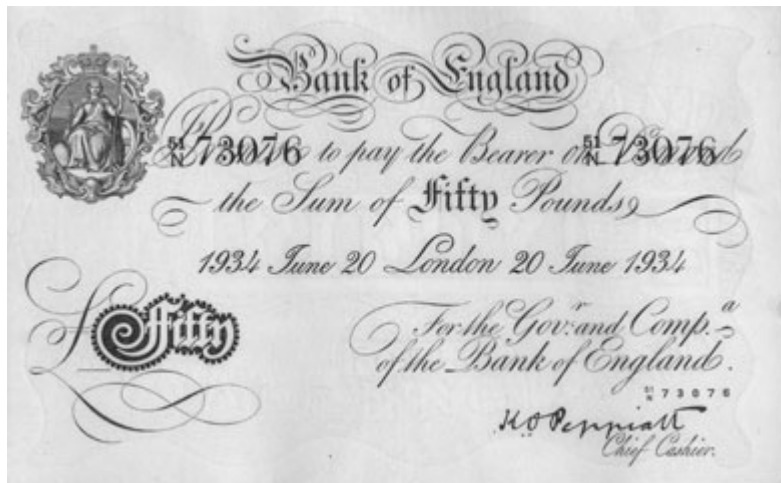 Bank of England
51 N 73076 Promise to pay the Bearer on Demand 51 N 73076
the Sum of Fifty Pounds
1934 June 20 London 20 June 1934
£ Fifty
For the Govr. and Compa.
of the Bank of England.
51 N 73076
K O Peppiatt
Chief Cashier.